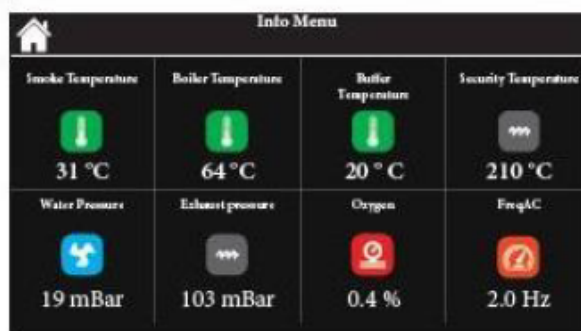 Info Menu
Smoke Temperature
Boiler Temperature
Buffer
Temperature
Security Temperature
31 °C
64 °C
20 ° C
210 °C
Water Pressure
Exhaust pressure
Oxygen
FreqAC
19 mBar
103 mBar
0.4 %
2.0 Hz